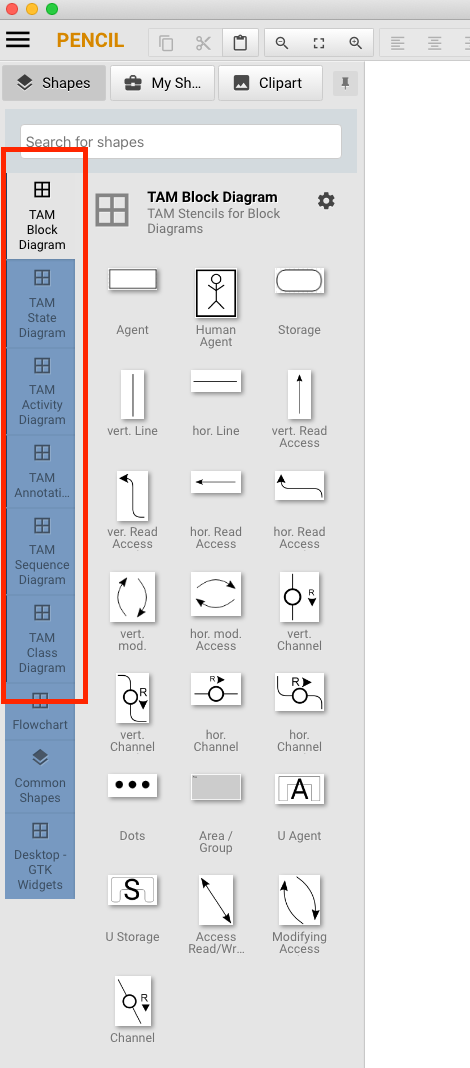 PENCIL
Shapes
My Sh...
Clipart
Search for shapes
TAM
Block
Diagram
TAM
State
Diagram
TAM
Activity
Diagram
TAM
Annotati...
TAM
Sequence
Diagram
TAM
Class
Diagram
Flowchart
Common
Shapes
Desktop -
GTK
Widgets
TAM Block Diagram
TAM Stencils for Block
Diagrams
Agent
Human
Agent
Storage
vert. Line
hor. Line
vert. Read
Access
ver. Read
Access
hor. Read
Access
hor. Read
Access
vert.
mod.
hor. mod.
Access
R
vert.
Channel
R
vert.
Channel
R
hor.
Channel
R
hor.
Channel
Dots
Area /
Group
A
U Agent
S
U Storage
Access
Read/Wr...
Modifying
Access
R
Channel